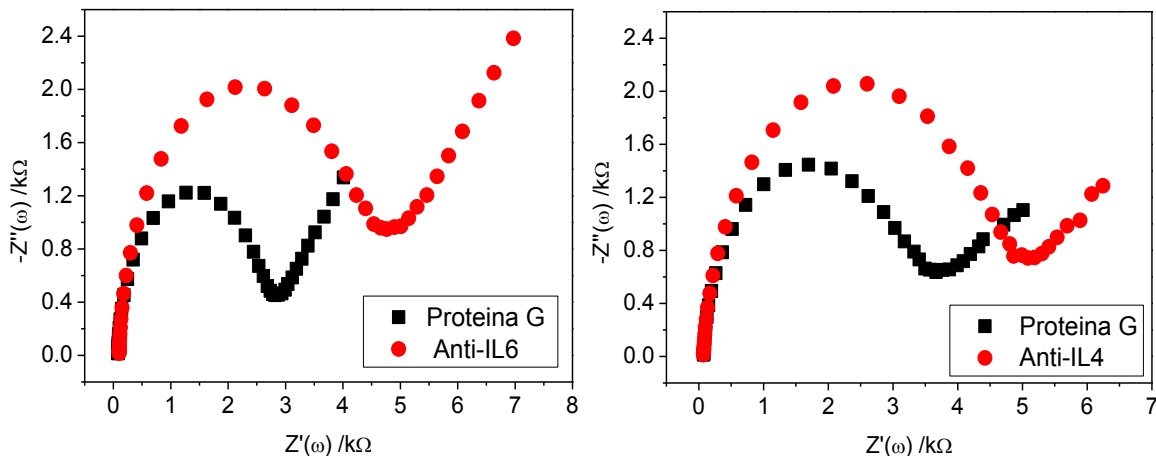 2.4
2.0
1.6
1.2
0.8
0.4
0.0
-Z''(ω) /kΩ
0 1 2 3 4 5 6 7 8
Z'(ω) /kΩ
Proteina G
Anti-IL6
2.4
2.0
1.6
1.2
0.8
0.4
0.0
-Z''(ω) /kΩ
0 1 2 3 4 5 6 7
Z'(ω) /kΩ
Proteina G
Anti-IL4